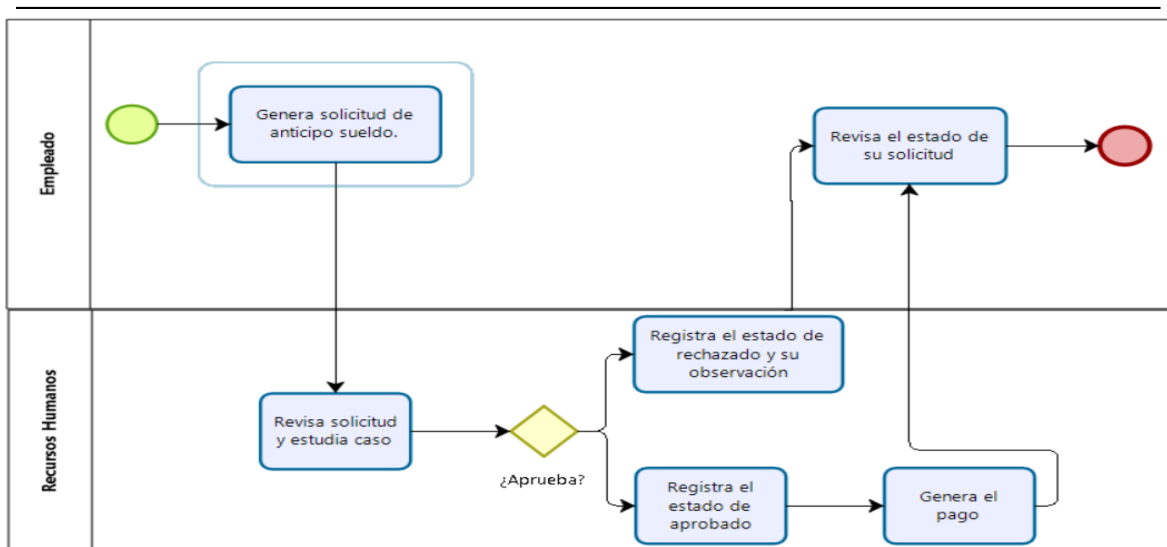 Empleado
Genera solicitud de
anticipo sueldo.
Revisa el estado de
su solicitud
Recursos Humanos
Revisa solicitud
y estudia caso
¿Aprueba?
Registra el estado de
rechazado y su
observación
Registra el
estado de
aprobado
Genera el
pago